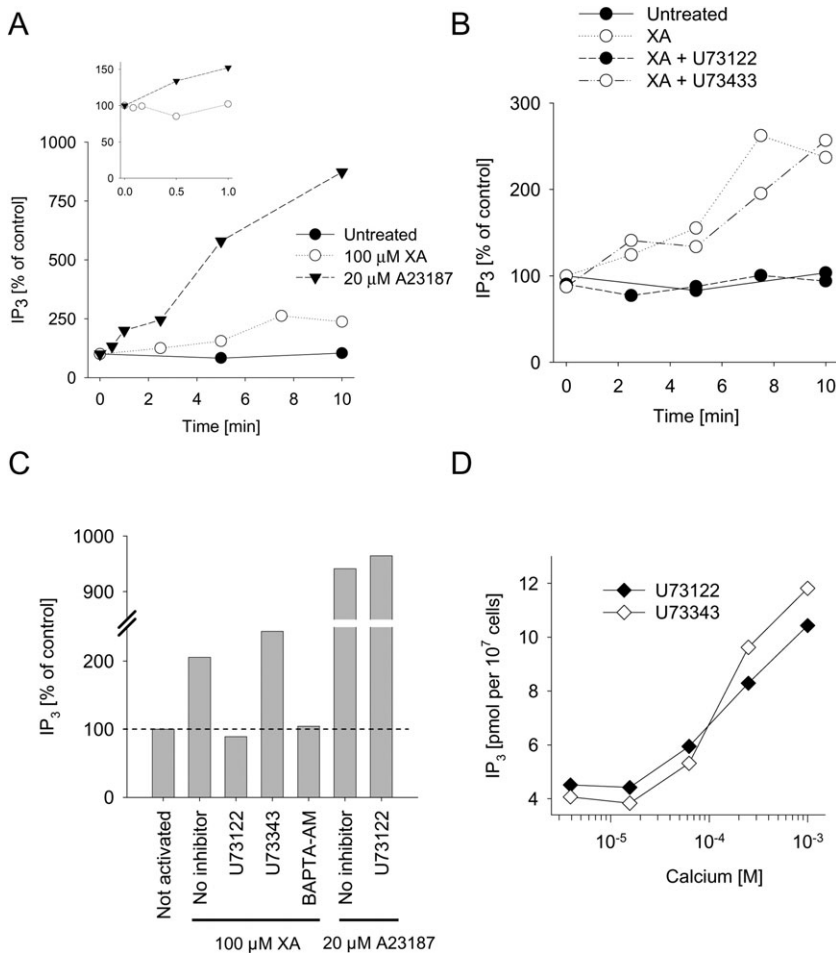 A
150
100
50
0
0.0 0.5 1.0
1000
750
500
250
0
IP3 [% of control]
Untreated
100 μM XA
20 μM A23187
0 2 4 6 8 10
Time [min]
B
Untreated
XA
XA + U73122
XA + U73433
300
200
100
0
IP3 [% of control]
0 2 4 6 8 10
Time [min]
C
1000
950
200
100
0
IP3 [% of control]
Not activated
No inhibitor
U73122
U73343
BAPTA-AM
No inhibitor
U73122
100 μM XA 20 μM A23187
D
U73122
U73343
12
10
8
6
4
IP3 [pmol per 10^7 cells]
10^-5 10^-4 10^-3
Calcium [M]